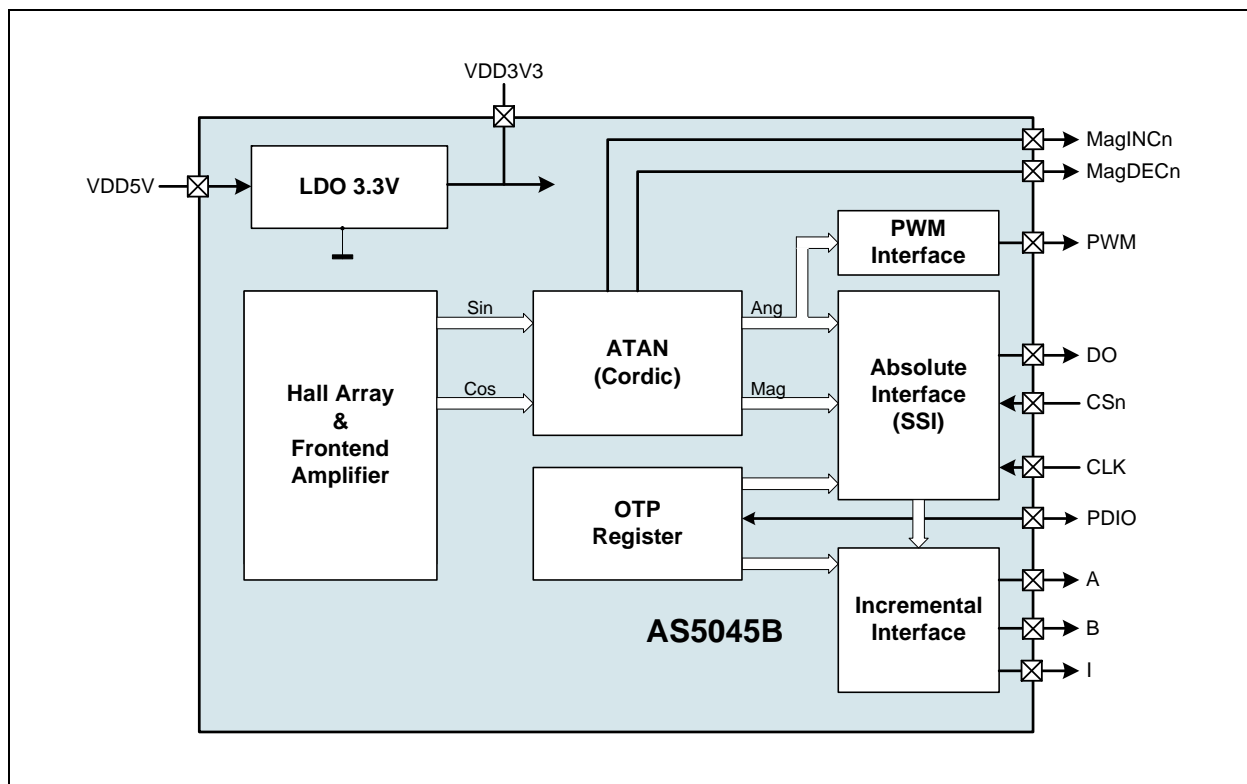 VDD3V3
MagINCn
VDD5V
LDO 3.3V
MagDECn
PWM
Interface
PWM
Sin
Ang
ATAN
(Cordic)
Cos
Mag
Hall Array
&
Frontend
Amplifier
Absolute
Interface
(SSI)
DO
CSn
CLK
OTP
Register
PDIO
Incremental
Interface
A
B
I
AS5045B